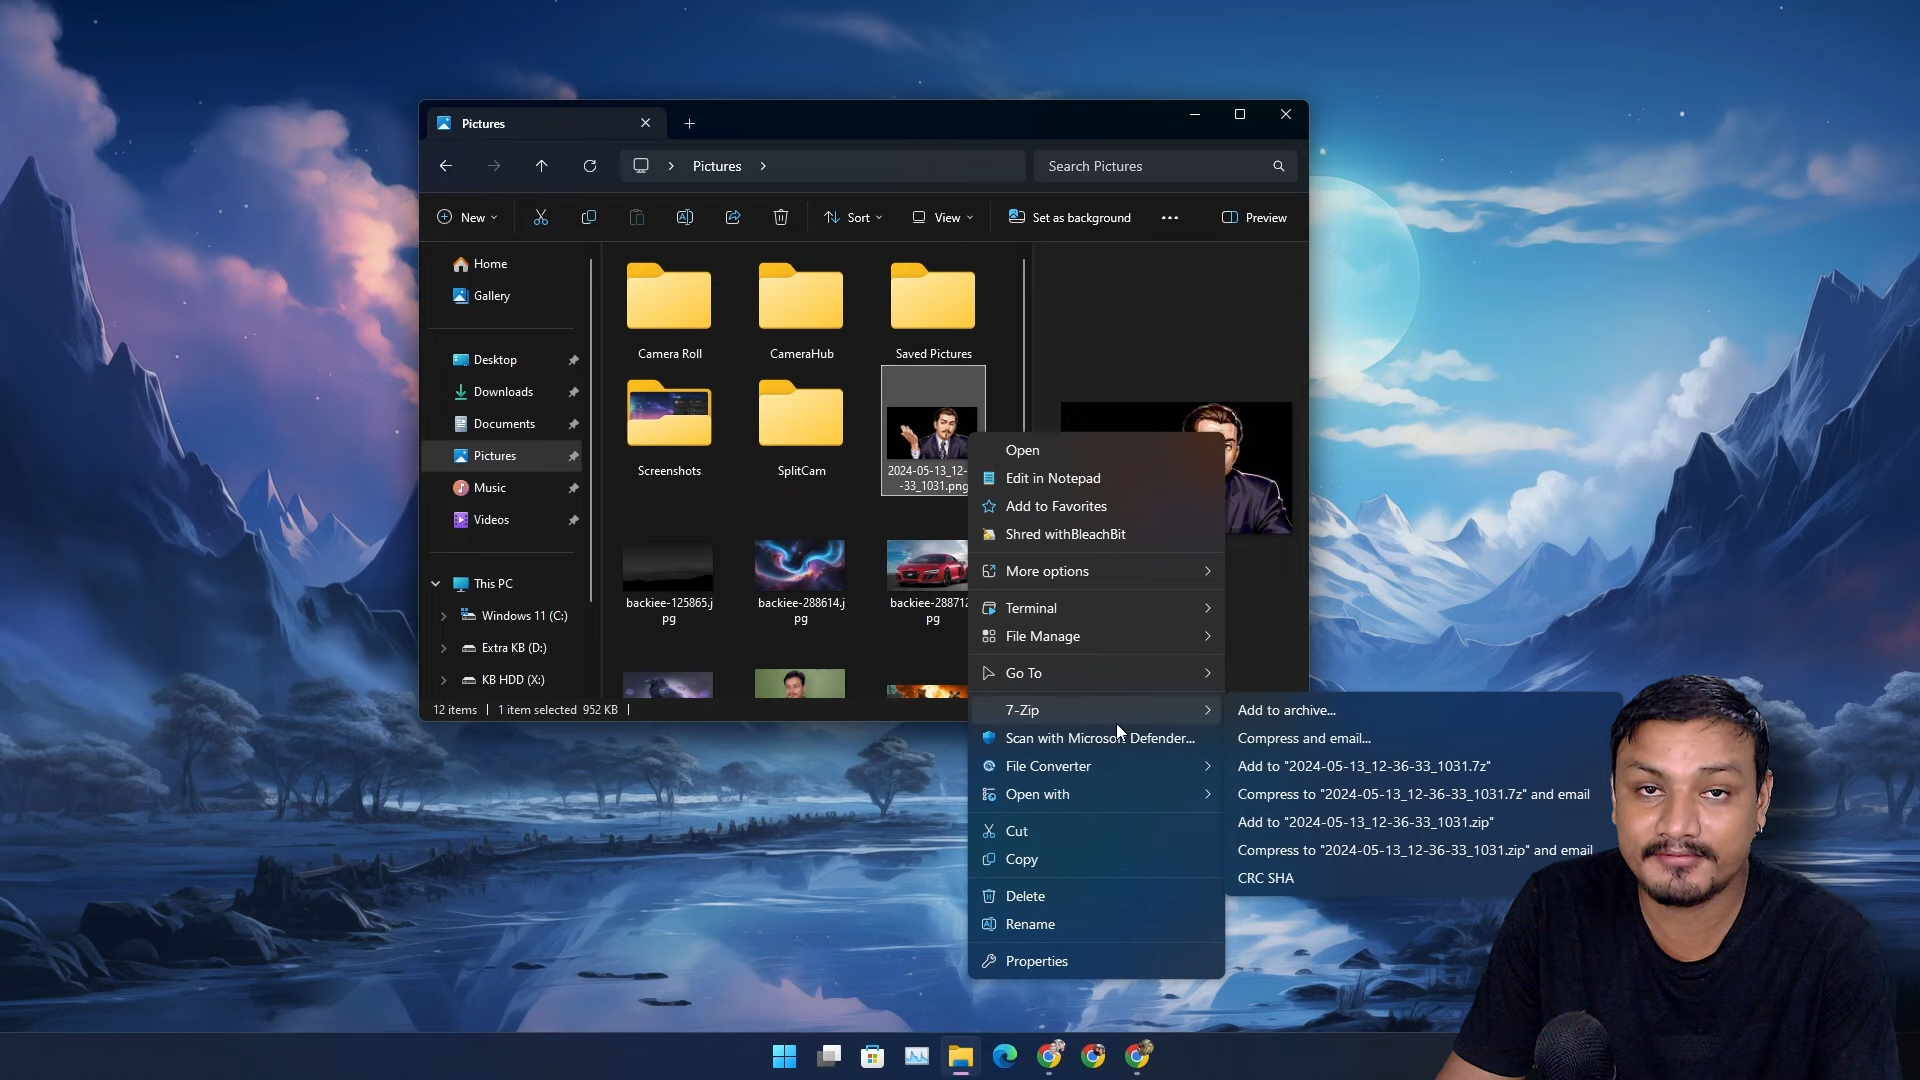 Pictures
Pictures
Search Pictures
New
Sort
View
Set as background
Preview
Home
Gallery
Desktop
Downloads
Documents
Pictures
Music
Videos
This PC
Windows 11 (C:)
Extra KB (D:)
KB HDD (X:)
Camera Roll
CameraHub
Saved Pictures
Screenshots
SplitCam
2024-05-13_12-
-33_1031.png
backiee-125865.j
pg
backiee-288614.j
pg
backiee-288712
pg
12 items
1 item selected 952 KB
Open
Edit in Notepad
Add to Favorites
Shred withBleachBit
More options
Terminal
File Manage
Go To
7-Zip
Scan with Microsoft Defender...
File Converter
Open with
Cut
Copy
Delete
Rename
Properties
Add to archive...
Compress and email...
Add to "2024-05-13_12-36-33_1031.7z"
Compress to "2024-05-13_12-36-33_1031.7z" and email
Add to "2024-05-13_12-36-33_1031.zip"
Compress to "2024-05-13_12-36-33_1031.zip" and email
CRC SHA